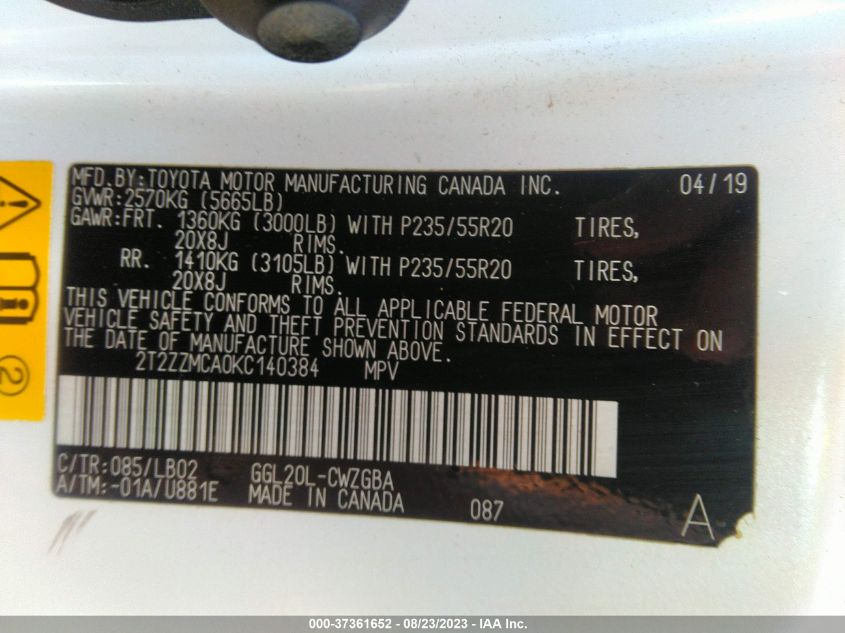 MFD.BY:TOYOTA MOTOR MANUFACTURING CANADA INC. 04/19
GVWR:2570KG (5665LB)
GAWR:FRT. 1360KG (3000LB) WITH P235/55R20 TIRES,
20X8J RIMS.
RR. 1410KG (3105LB) WITH P235/55R20 TIRES,
20X8J RIMS.
THIS VEHICLE CONFORMS TO ALL APPLICABLE FEDERAL MOTOR
VEHICLE SAFETY AND THEFT PREVENTION STANDARDS IN EFFECT ON
THE DATE OF MANUFACTURE SHOWN ABOVE.
2T2ZZMCA0KC140384 MPV
C/TR:085/LB02 GGL20L-CWZGBA
A/TM:-01A/U881E MADE IN CANADA 087 A
2
000-37361652 - 08/23/2023 - IAA Inc.